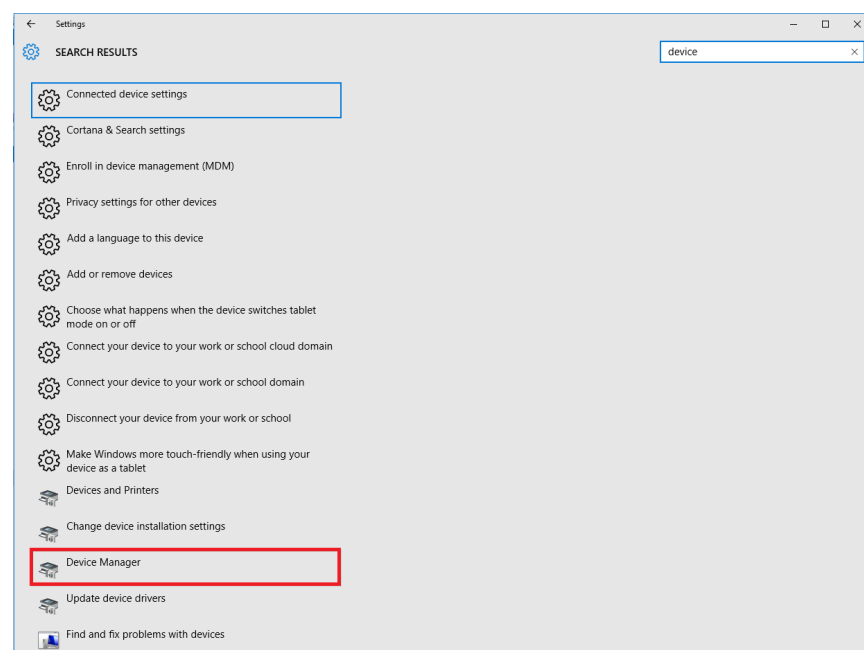 Settings
SEARCH RESULTS
device
Connected device settings
Cortana & Search settings
Enroll in device management (MDM)
Privacy settings for other devices
Add a language to this device
Add or remove devices
Choose what happens when the device switches tablet
mode on or off
Connect your device to your work or school cloud domain
Connect your device to your work or school domain
Disconnect your device from your work or school
Make Windows more touch-friendly when using your
device as a tablet
Devices and Printers
Change device installation settings
Device Manager
Update device drivers
Find and fix problems with devices